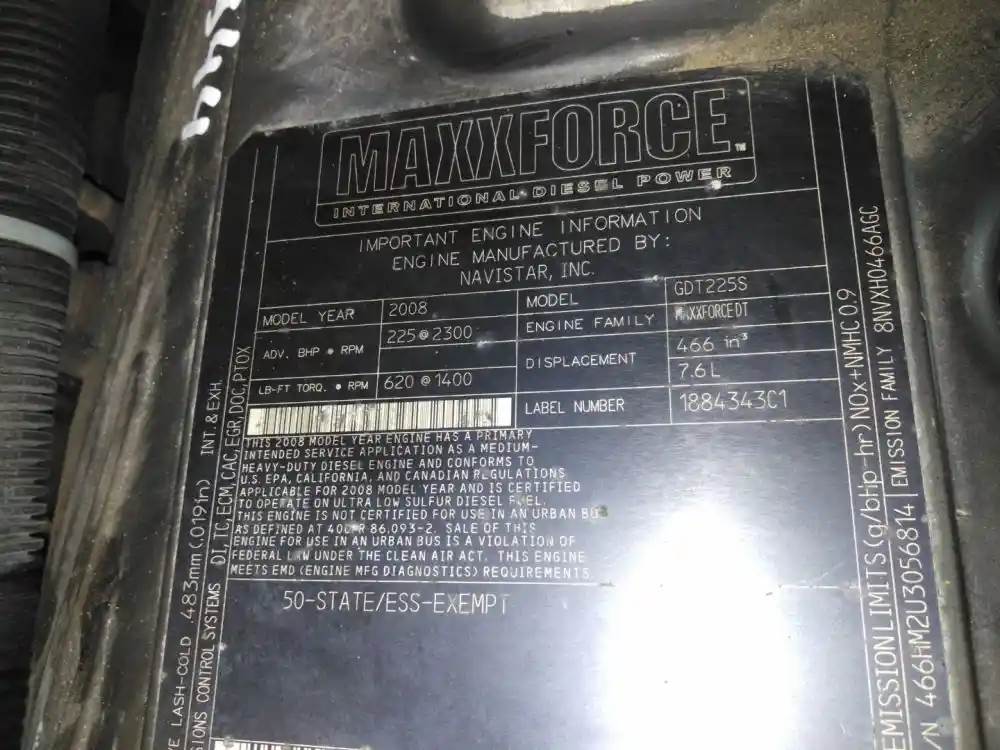 MAXXFORCE™
INTERNATIONAL DIESEL POWER
IMPORTANT ENGINE INFORMATION
ENGINE MANUFACTURED BY:
NAVISTAR, INC.
MODEL YEAR 2008
ADV. BHP @ RPM 225@2300
LB-FT TORQ. @ RPM 620@1400
MODEL GDT225S
ENGINE FAMILY MAXXFORCE DT
DISPLACEMENT 466 in³
7.6L
LABEL NUMBER 1884343C1
THIS 2008 MODEL YEAR ENGINE HAS A PRIMARY
INTENDED SERVICE APPLICATION AS A MEDIUM-
HEAVY-DUTY DIESEL ENGINE AND CONFORMS TO
U.S. EPA, CALIFORNIA, AND CANADIAN REGULATIONS
APPLICABLE FOR 2008 MODEL YEAR AND IS CERTIFIED
TO OPERATE ON ULTRA LOW SULFUR DIESEL FUEL.
THIS ENGINE IS NOT CERTIFIED FOR USE IN AN URBAN BUS
AS DEFINED AT 40CFR 86.093-2. SALE OF THIS
ENGINE FOR USE IN AN URBAN BUS IS A VIOLATION OF
FEDERAL LAW UNDER THE CLEAN AIR ACT. THIS ENGINE
MEETS EMD (ENGINE MFG DIAGNOSTICS) REQUIREMENTS.
50-STATE/ESS-EXEMPT
LASH-COLD .483mm(.019in) INT.&EXH.
CONTROL SYSTEMS DI,TC,ECM,CAC,EGR,DOC,PTOX
EMISSION LIMITS(g/bhp-hr)NOx+NMHC 0.9
466HM2U3056814 EMISSION FAMILY 8NVXH0466AGC